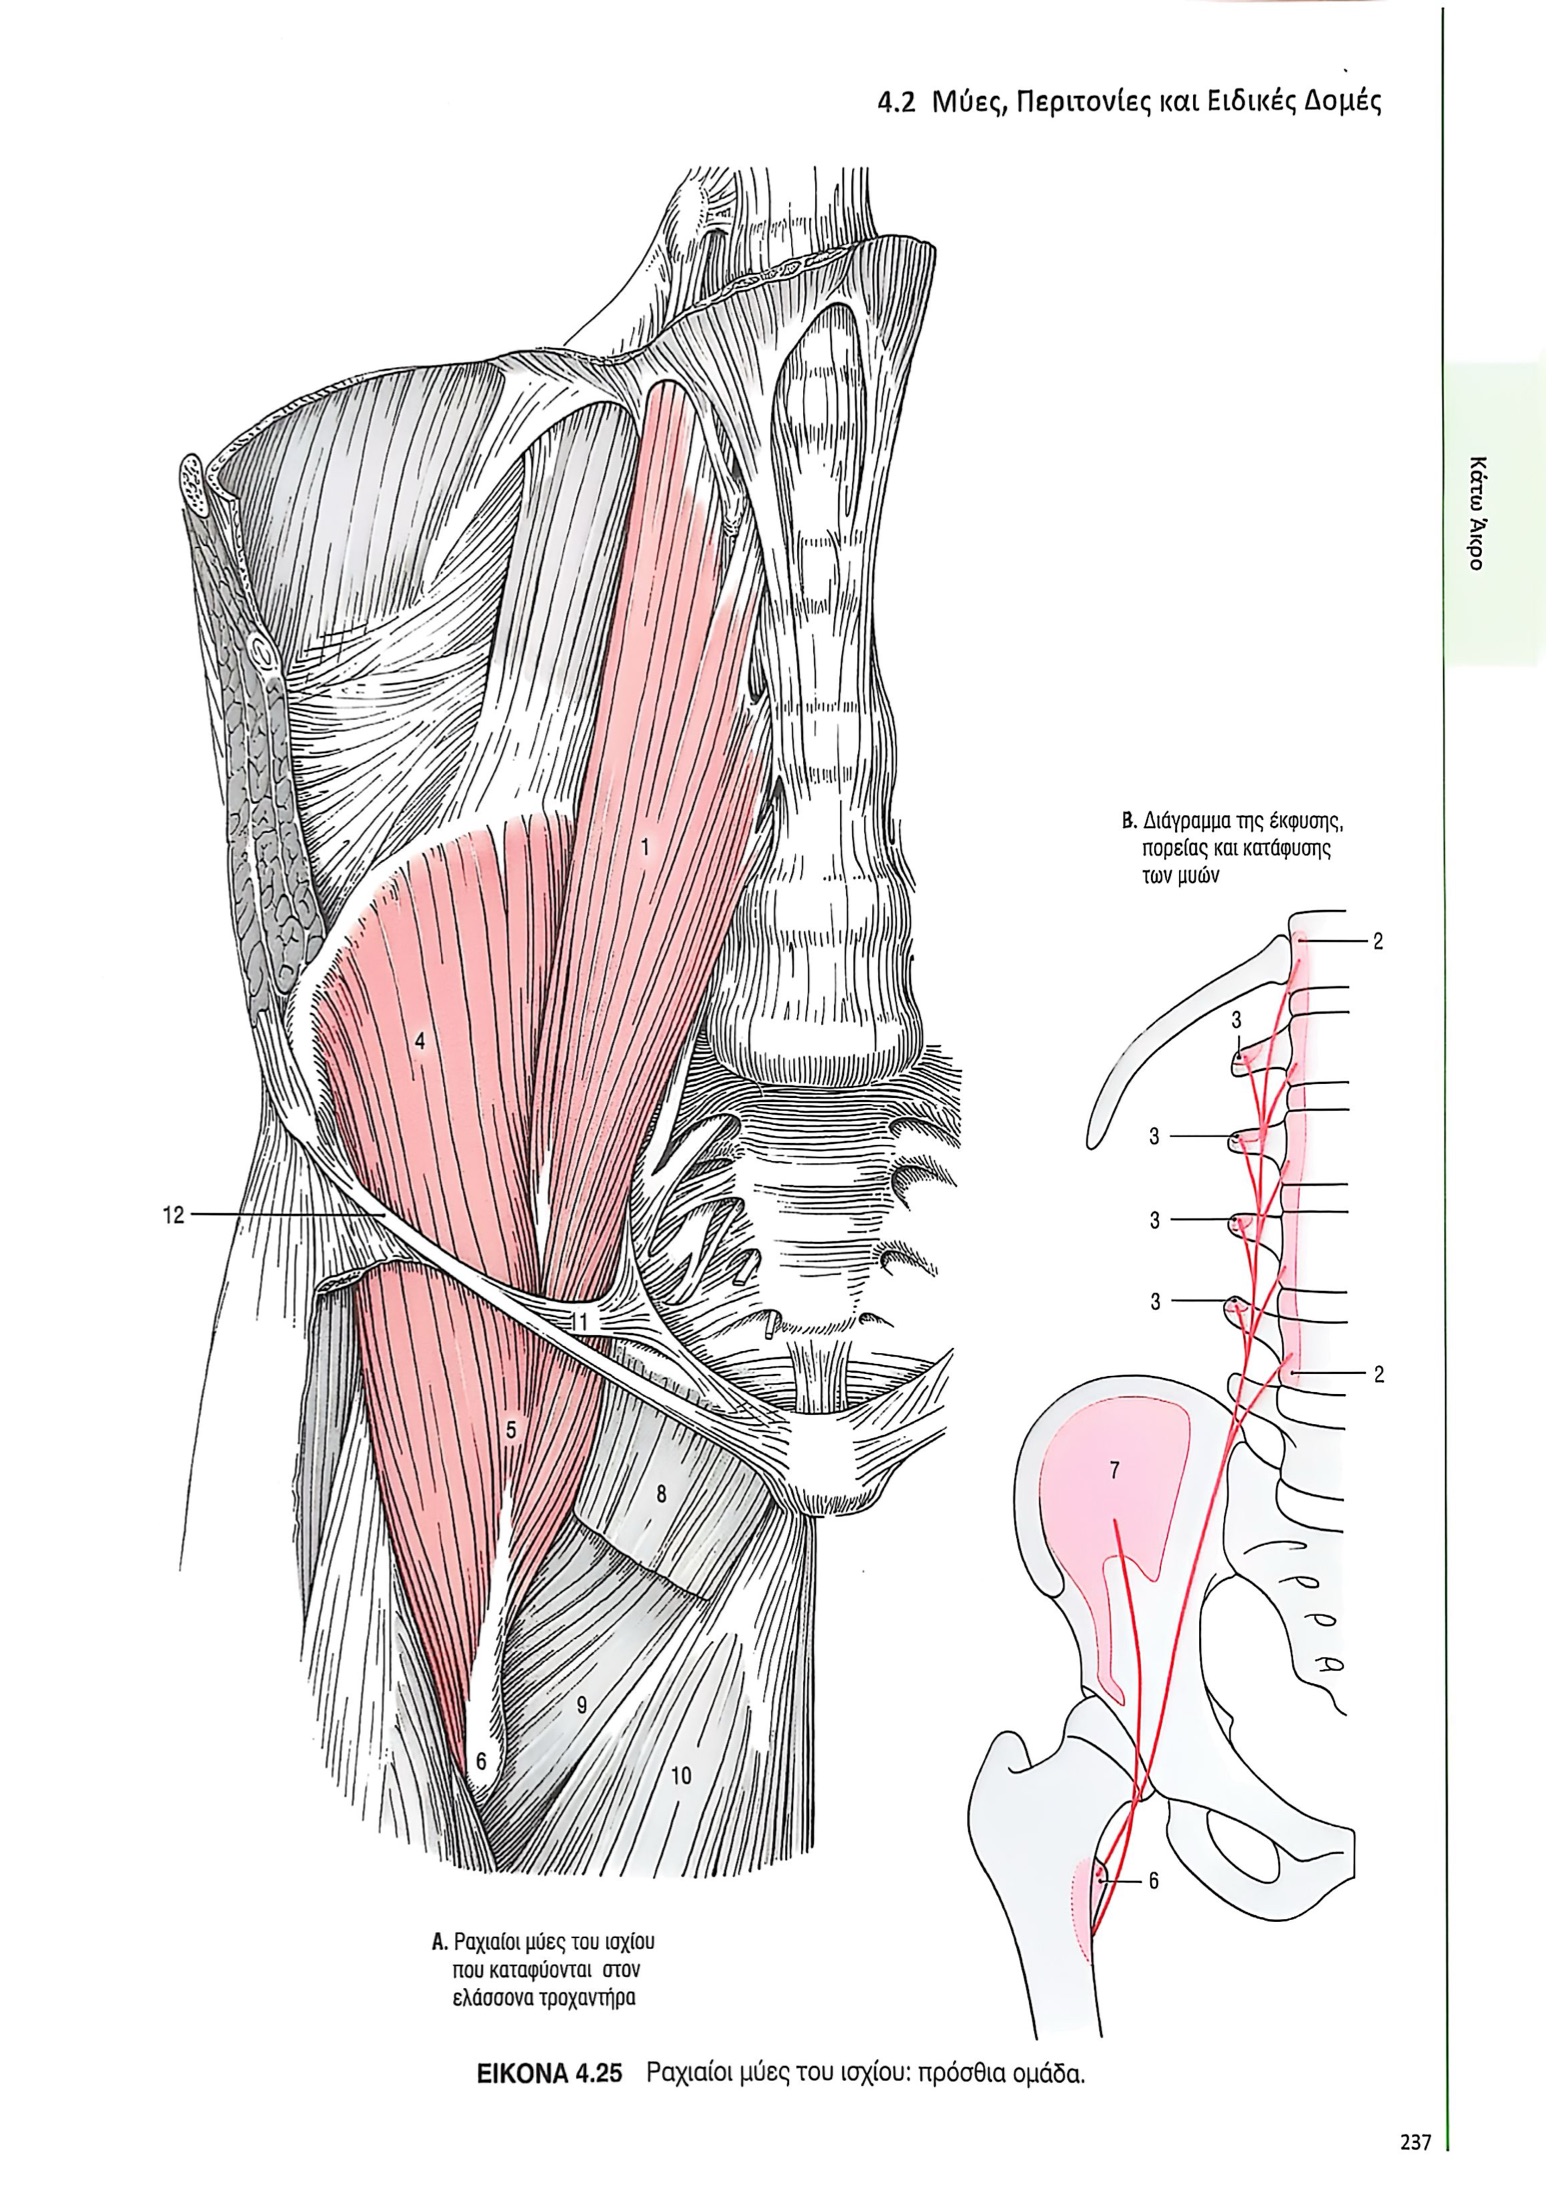 4.2 Μύες, Περιτονίες και Ειδικές Δομές
Κάτω Άκρο
1
4
12
11
5
8
9
6
10
Β. Διάγραμμα της έκφυσης,
πορείας και κατάφυσης
των μυών
2
3
3
3
3
2
7
6
Α. Ραχιαίοι μύες του ισχίου
που καταφύονται στον
ελάσσονα τροχαντήρα
ΕΙΚΟΝΑ 4.25 Ραχιαίοι μύες του ισχίου: πρόσθια ομάδα.
237